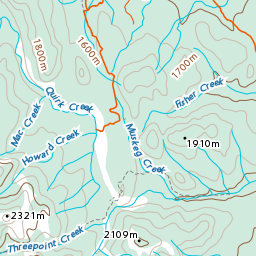 1800m
1600m
1700m
Quirk Creek
Fisher Creek
Mac Creek
Howard Creek
Muskeg Creek
1910m
2321m
Threepoint Creek
2109m